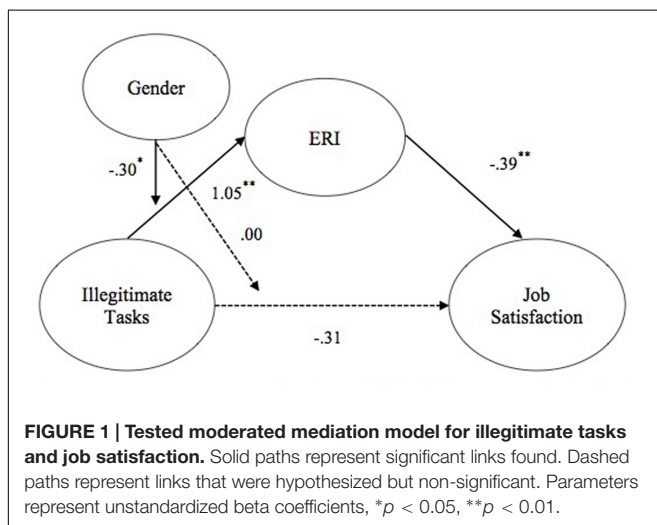 Gender
ERI
-.30*
-.39**
1.05**
.00
Illegitimate
Tasks
Job
Satisfaction
-.31
FIGURE 1 | Tested moderated mediation model for illegitimate tasks
and job satisfaction. Solid paths represent significant links found. Dashed
paths represent links that were hypothesized but non-significant. Parameters
represent unstandardized beta coefficients, *p < 0.05, **p < 0.01.